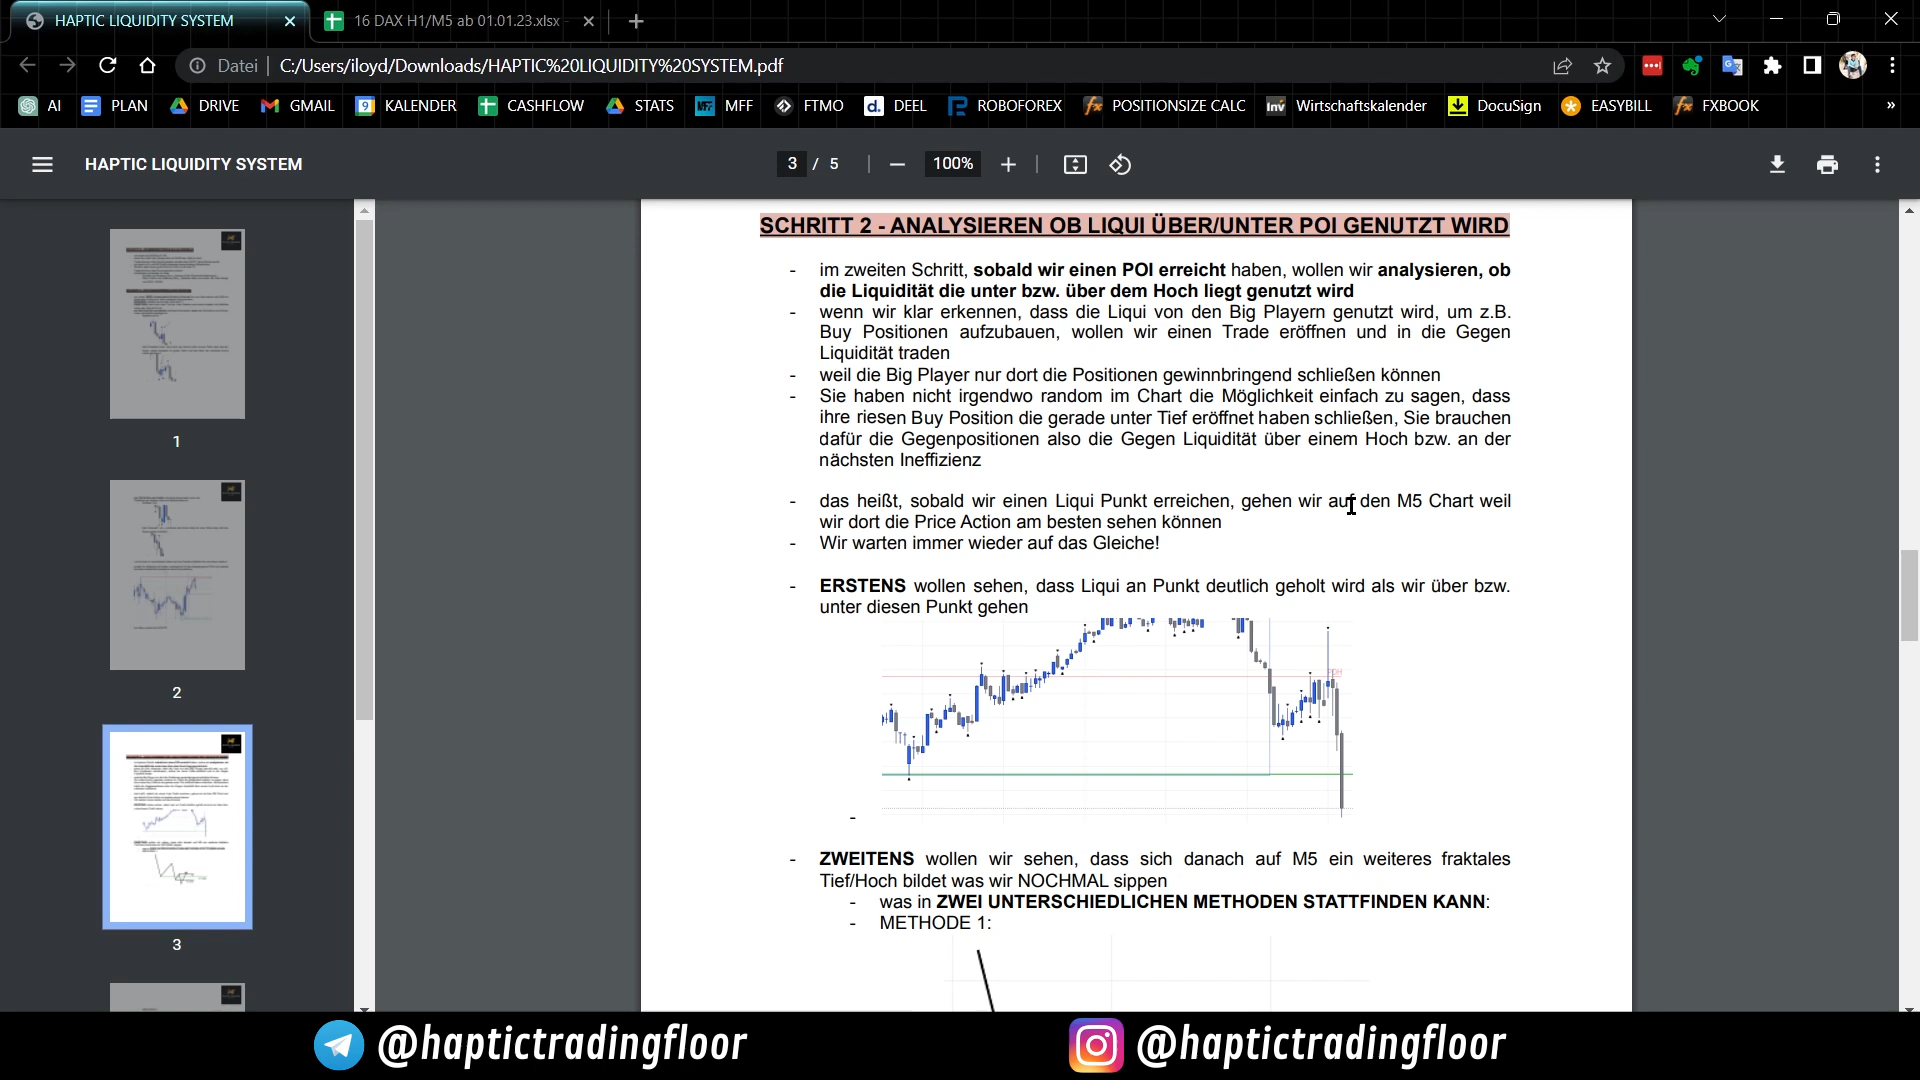 HAPTIC LIQUIDITY SYSTEM
16 DAX H1/M5 ab 01.01.23.xlsx
Datei
C:/Users/iloyd/Downloads/HAPTIC%20LIQUIDITY%20SYSTEM.pdf
AI PLAN DRIVE GMAIL 9 KALENDER CASHFLOW STATS MFF FTMO d. DEEL ROBOFOREX fx POSITIONSIZE CALC Inv Wirtschaftskalender DocuSign EASYBILL fx FXBOOK »
HAPTIC LIQUIDITY SYSTEM
3 / 5
100%
1
2
3
SCHRITT 2 - ANALYSIEREN OB LIQUI ÜBER/UNTER POI GENUTZT WIRD
- im zweiten Schritt, sobald wir einen POI erreicht haben, wollen wir analysieren, ob
die Liquidität die unter bzw. über dem Hoch liegt genutzt wird
- wenn wir klar erkennen, dass die Liqui von den Big Playern genutzt wird, um z.B.
Buy Positionen aufzubauen, wollen wir einen Trade eröffnen und in die Gegen
Liquidität traden
- weil die Big Player nur dort die Positionen gewinnbringend schließen können
- Sie haben nicht irgendwo random im Chart die Möglichkeit einfach zu sagen, dass
ihre riesen Buy Position die gerade unter Tief eröffnet haben schließen, Sie brauchen
dafür die Gegenpositionen also die Gegen Liquidität über einem Hoch bzw. an der
nächsten Ineffizienz
- das heißt, sobald wir einen Liqui Punkt erreichen, gehen wir auf den M5 Chart weil
wir dort die Price Action am besten sehen können
- Wir warten immer wieder auf das Gleiche!
- ERSTENS wollen sehen, dass Liqui an Punkt deutlich geholt wird als wir über bzw.
unter diesen Punkt gehen
-
- ZWEITENS wollen wir sehen, dass sich danach auf M5 ein weiteres fraktales
Tief/Hoch bildet was wir NOCHMAL sippen
- was in ZWEI UNTERSCHIEDLICHEN METHODEN STATTFINDEN KANN:
- METHODE 1:
@haptictradingfloor
@haptictradingfloor